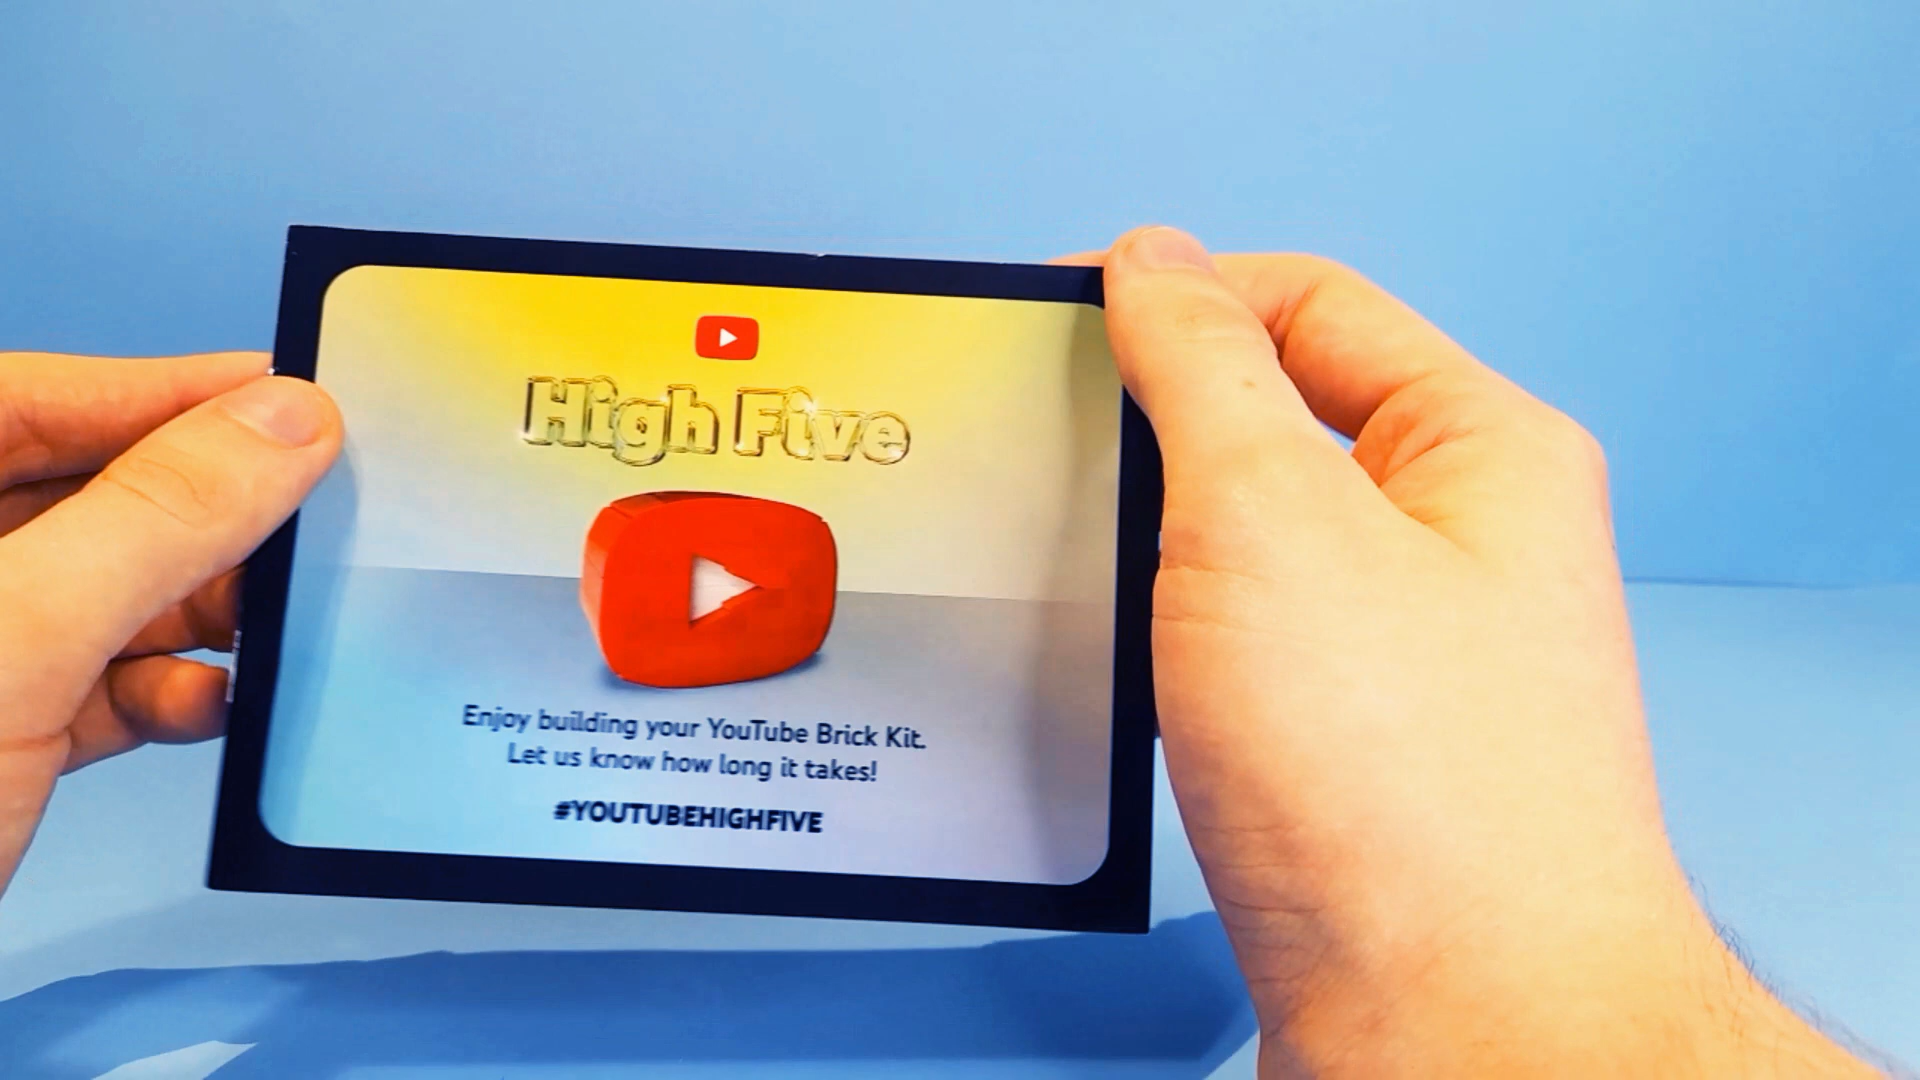 High Five
Enjoy building your YouTube Brick Kit.
Let us know how long it takes!
#YOUTUBEHIGHFIVE